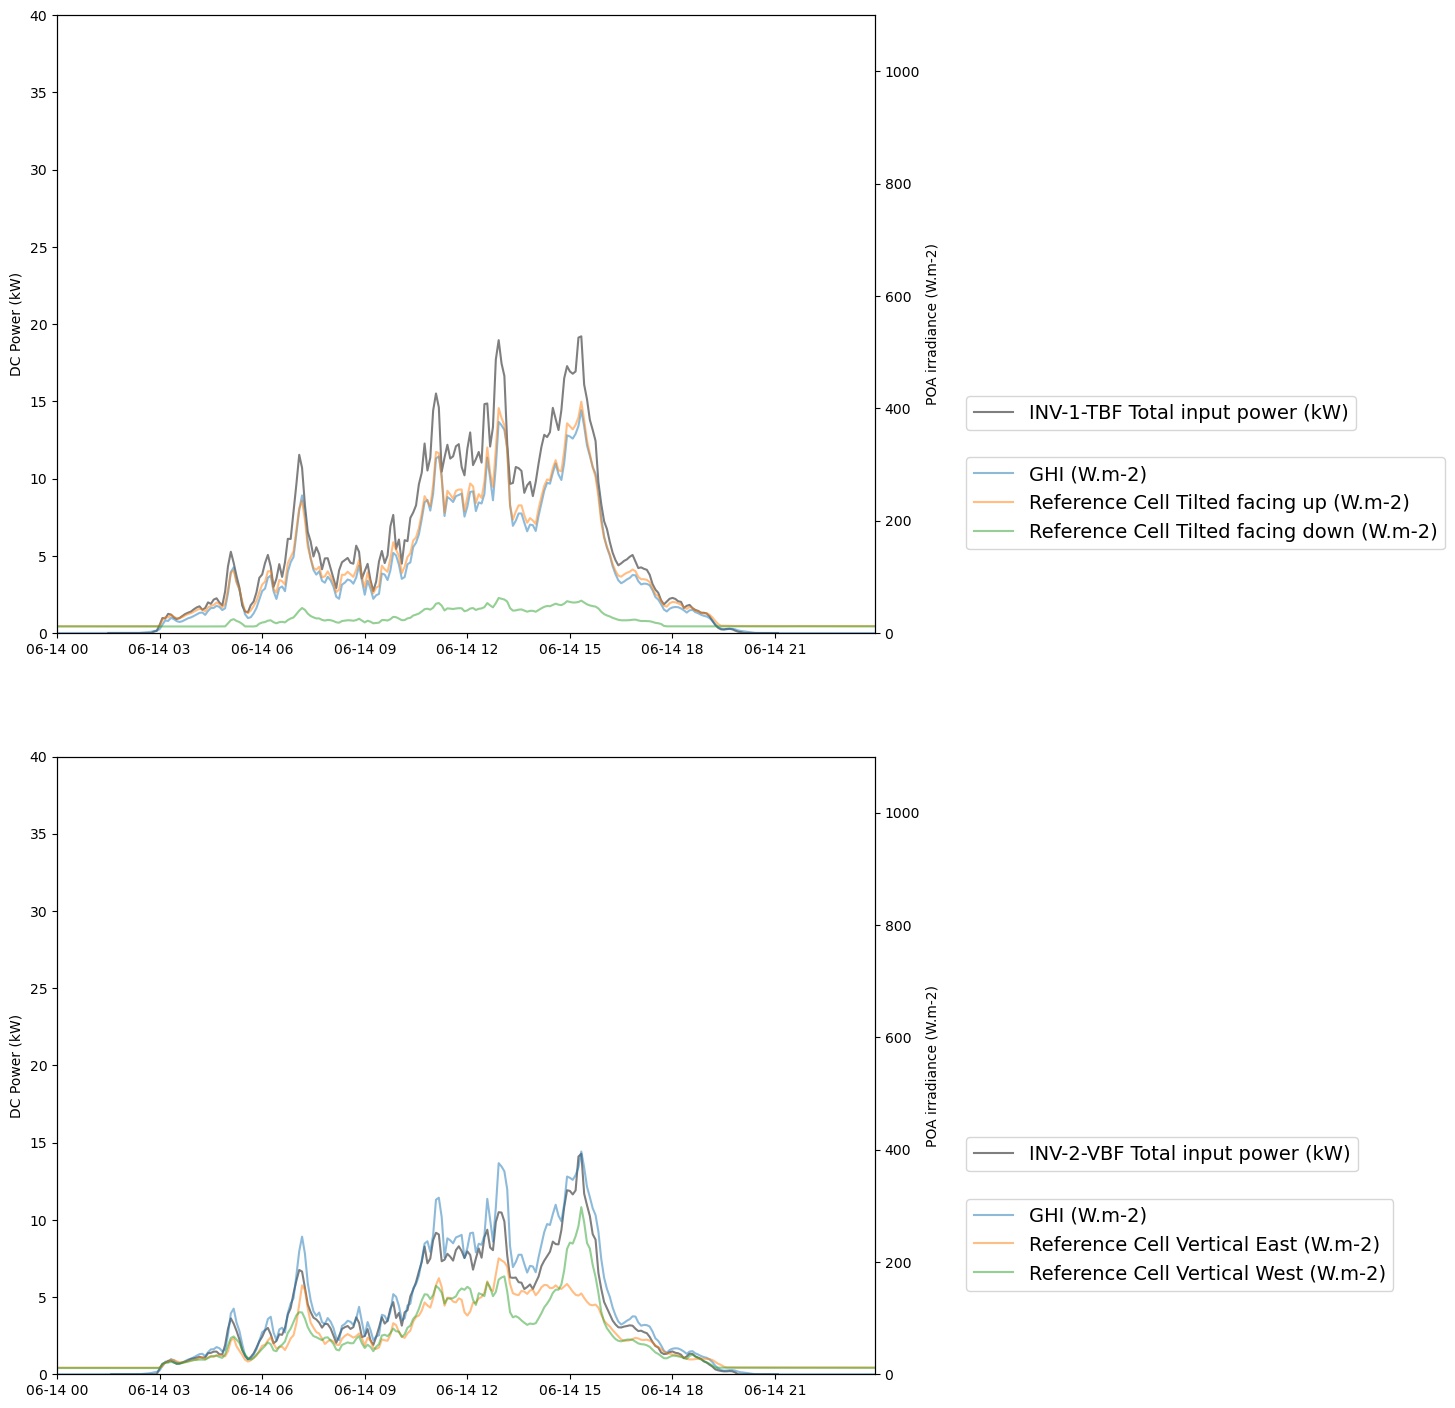 40
35
30
25
20
15
10
5
0
DC Power (kW)
1000
800
600
400
200
0
POA irradiance (W.m-2)
06-14 00 06-14 03 06-14 06 06-14 09 06-14 12 06-14 15 06-14 18 06-14 21
INV-1-TBF Total input power (kW)
GHI (W.m-2)
Reference Cell Tilted facing up (W.m-2)
Reference Cell Tilted facing down (W.m-2)
40
35
30
25
20
15
10
5
0
DC Power (kW)
1000
800
600
400
200
0
POA irradiance (W.m-2)
06-14 00 06-14 03 06-14 06 06-14 09 06-14 12 06-14 15 06-14 18 06-14 21
INV-2-VBF Total input power (kW)
GHI (W.m-2)
Reference Cell Vertical East (W.m-2)
Reference Cell Vertical West (W.m-2)